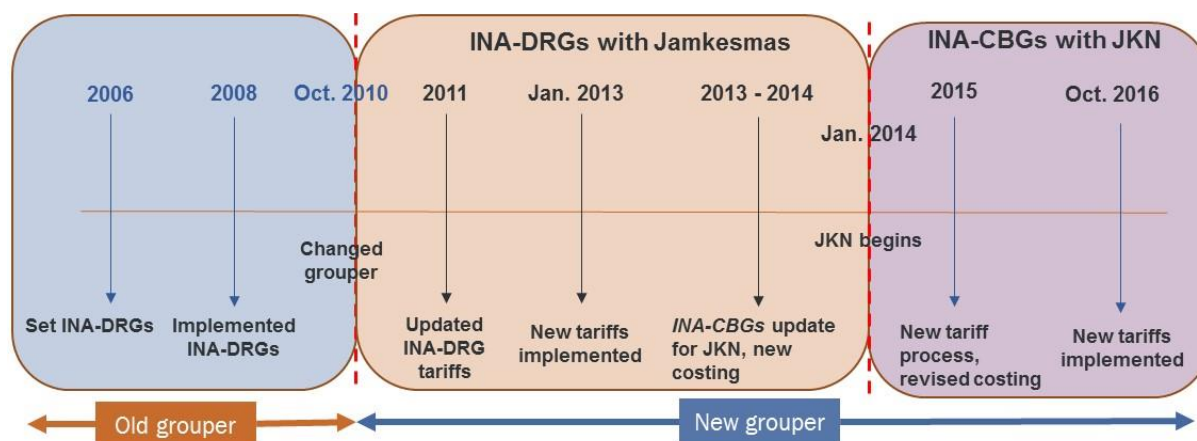 INA-DRGs with Jamkesmas
INA-CBGs with JKN
2006
2008
Oct. 2010
2011
Jan. 2013
2013 - 2014
Jan. 2014
2015
Oct. 2016
Changed
grouper
JKN begins
Set INA-DRGs
Implemented
INA-DRGs
Updated
INA-DRG
tariffs
New tariffs
implemented
INA-CBGs update
for JKN, new
costing
New tariff
process,
revised costing
New tariffs
implemented
Old grouper
New grouper